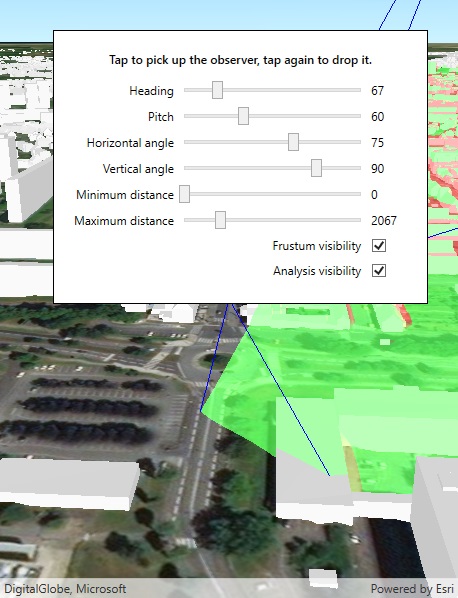 Tap to pick up the observer, tap again to drop it.
Heading 67
Pitch 60
Horizontal angle 75
Vertical angle 90
Minimum distance 0
Maximum distance 2067
Frustum visibility
Analysis visibility
DigitalGlobe, Microsoft Powered by Esri